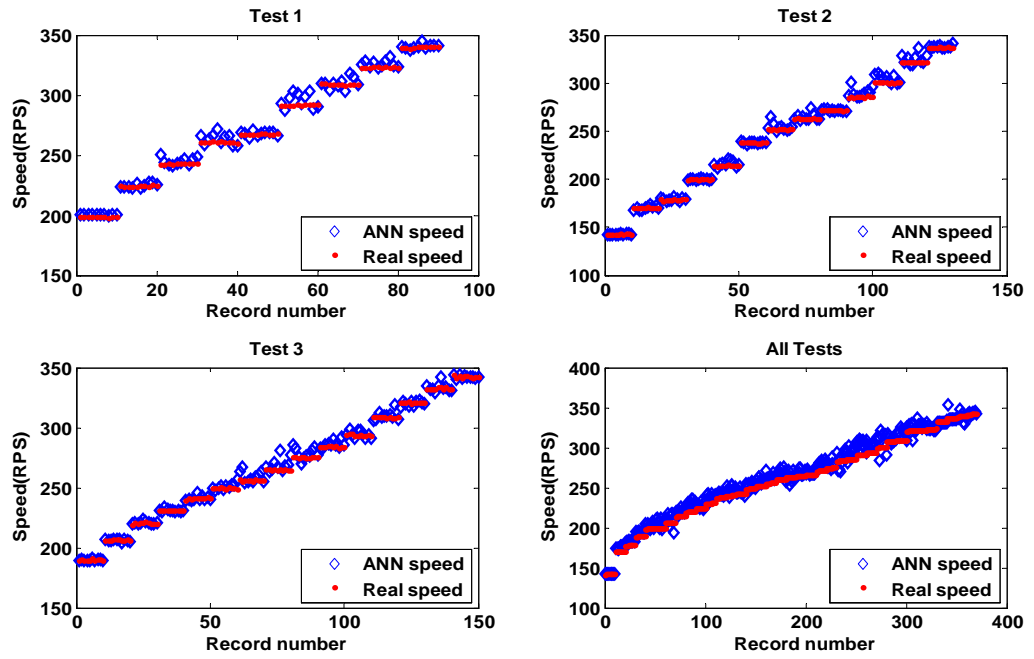 Test 1
350
300
250
200
150
Speed(RPS)
0
20
40
60
80
100
Record number
ANN speed
Real speed
Test 2
350
300
250
200
150
100
Speed(RPS)
0
50
100
150
Record number
ANN speed
Real speed
Test 3
350
300
250
200
150
Speed(RPS)
0
50
100
150
Record number
ANN speed
Real speed
All Tests
400
350
300
250
200
150
100
Speed(RPS)
0
100
200
300
400
Record number
ANN speed
Real speed